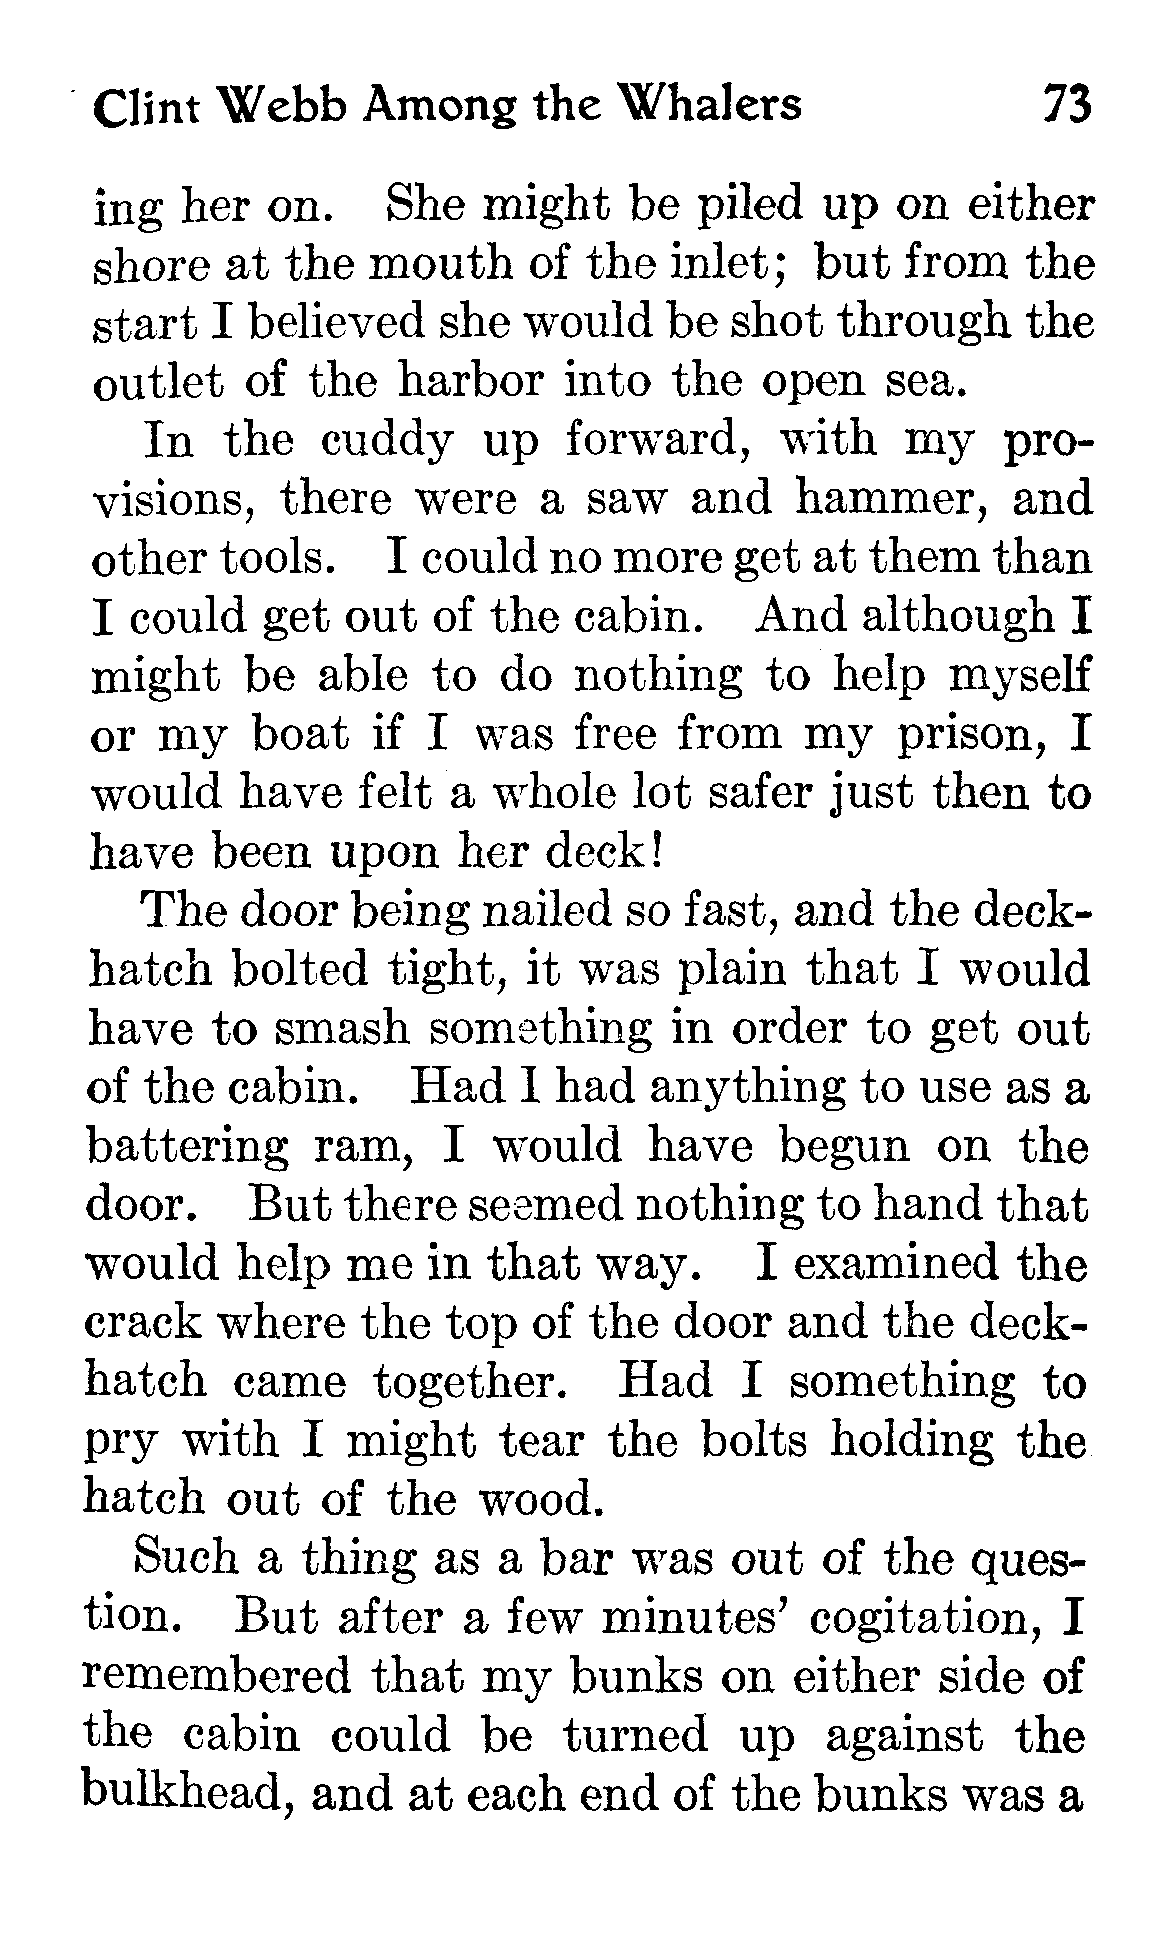 Clint Webb Among the Whalers 73
ing her on. She might be piled up on either
shore at the mouth of the inlet; but from the
start I believed she would be shot through the
outlet of the harbor into the open sea.
In the cuddy up forward, with my pro-
visions, there were a saw and hammer, and
other tools. I could no more get at them than
I could get out of the cabin. And although I
might be able to do nothing to help myself
or my boat if I was free from my prison, I
would have felt a whole lot safer just then to
have been upon her deck!
The door being nailed so fast, and the deck-
hatch bolted tight, it was plain that I would
have to smash something in order to get out
of the cabin. Had I had anything to use as a
battering ram, I would have begun on the
door. But there seemed nothing to hand that
would help me in that way. I examined the
crack where the top of the door and the deck-
hatch came together. Had I something to
pry with I might tear the bolts holding the
hatch out of the wood.
Such a thing as a bar was out of the ques-
tion. But after a few minutes' cogitation, I
remembered that my bunks on either side of
the cabin could be turned up against the
bulkhead, and at each end of the bunks was a